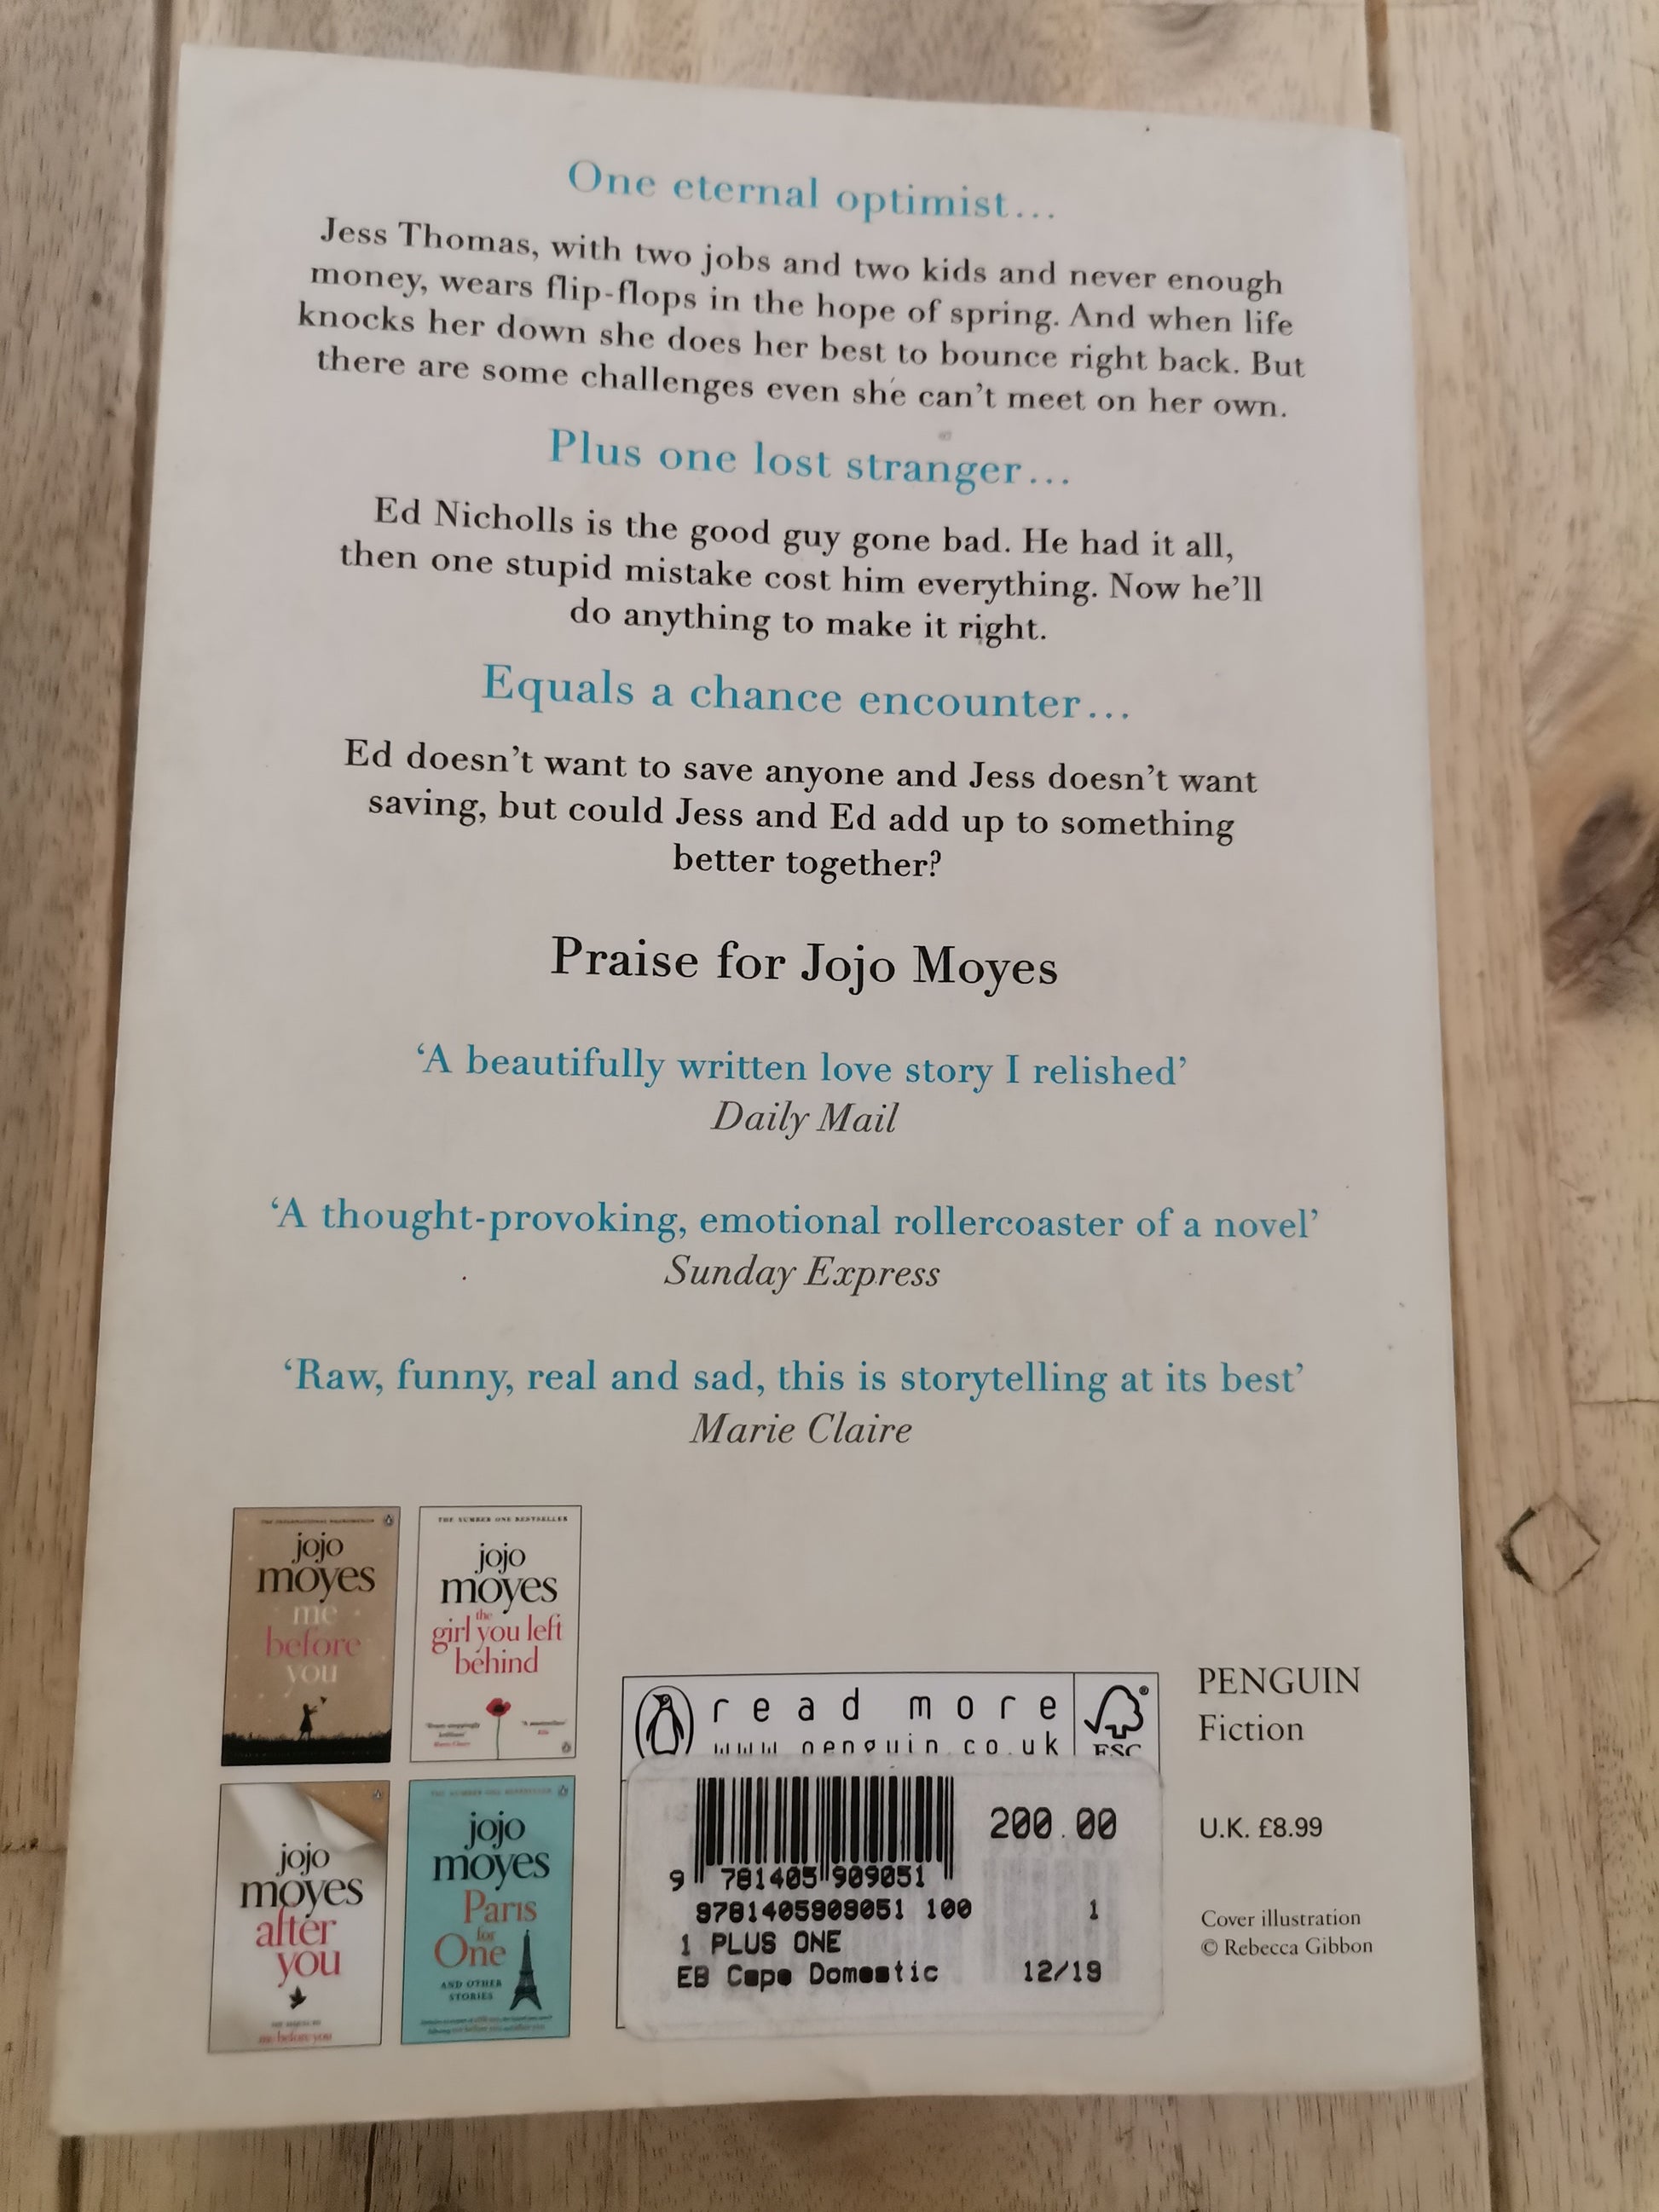 One eternal optimist...
Jess Thomas, with two jobs and two kids and never enough
money, wears flip-flops in the hope of spring. And when life
knocks her down she does her best to bounce right back. But
there are some challenges even she can't meet on her own.
Plus one lost stranger...
Ed Nicholls is the good guy gone bad. He had it all,
then one stupid mistake cost him everything. Now he'll
do anything to make it right.
Equals a chance encounter...
Ed doesn't want to save anyone and Jess doesn't want
saving, but could Jess and Ed add up to something
better together?
Praise for Jojo Moyes
‘A beautifully written love story I relished’
Daily Mail
‘A thought-provoking, emotional rollercoaster of a novel’
Sunday Express
‘Raw, funny, real and sad, this is storytelling at its best’
Marie Claire
jojo
moyes
me
before
you
THE NUMBER ONE BESTSELLER
jojo
moyes
the
girl you left
behind
jojo
moyes
after
you
me before you
jojo
moyes
Paris
for
One
AND OTHER
STORIES
read more
www.penguin.co.uk
FSC
200.00
9 781405 909051
9781405909051 100 1
1 PLUS ONE
EB Cape Domestic 12/19
PENGUIN
Fiction
U.K. £8.99
Cover illustration
© Rebecca Gibbon